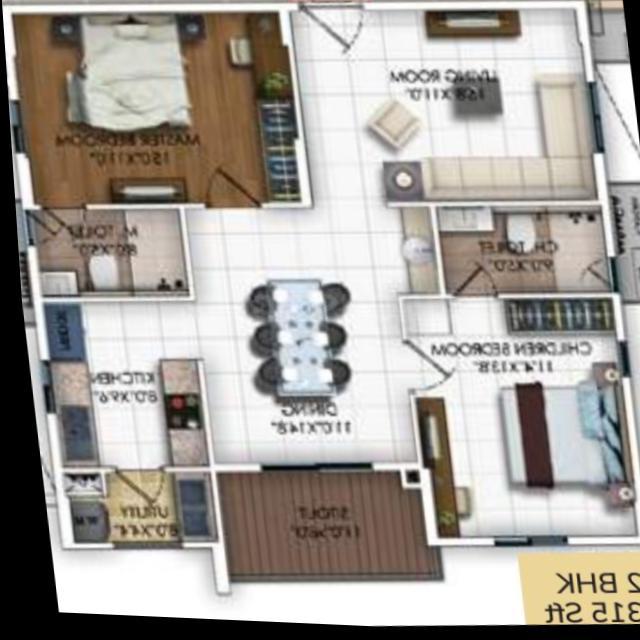 LIVING ROOM
15'8"X11'0"
MASTER BEDROOM
15'0"X11'0"
M. TOILET
8'0"X5'0"
CH. TOILET
9'0"X5'0"
CHILDREN BEDROOM
11'4"X13'8"
KITCHEN
8'0"X9'6"
DINING
11'0"X14'8"
UTILITY
8'0"X4'4"
SITOUT
11'0"X6'0"
W/M
2 BHK
315 Sft